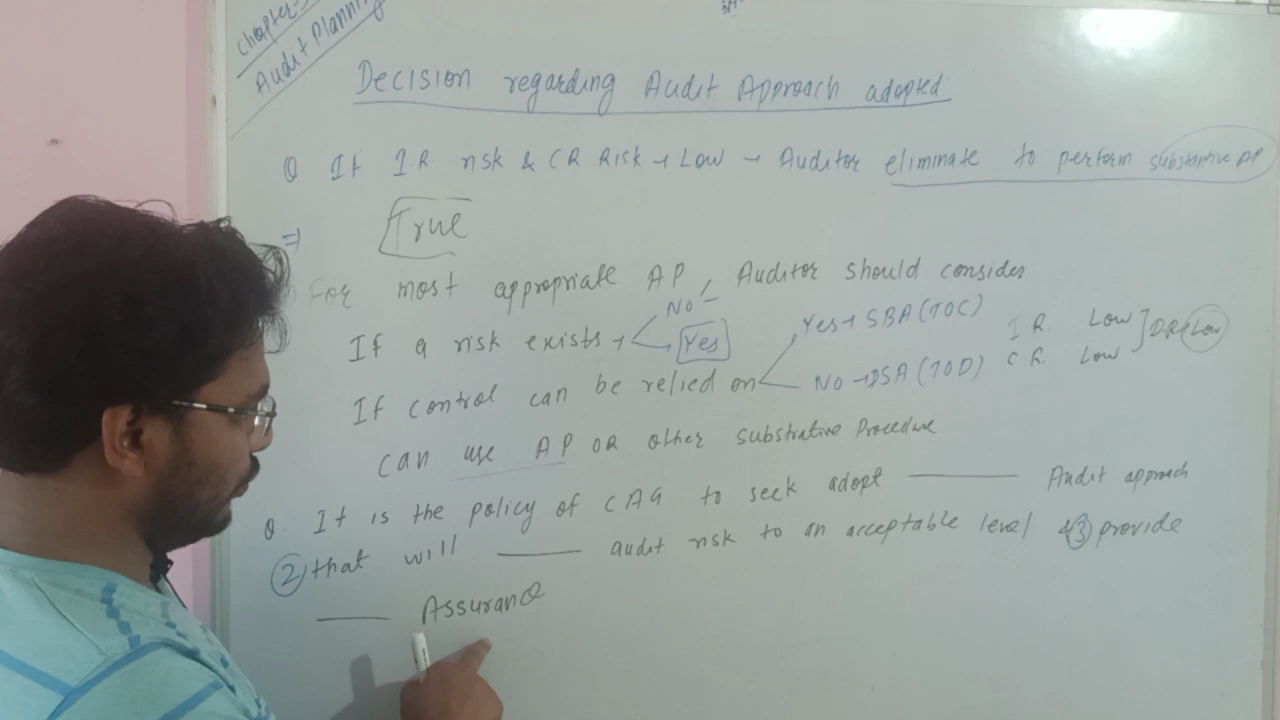 Chapter
Audit Planning
Decision regarding Audit Approach adopted
Q If IR risk & CR Risk → Low → Auditor eliminate to perform substantive AP
⇒ True
For most appropriate AP, Auditor should consider
If a risk exists → No
Yes
If control can be relied on
Yes → SBA (TOC)
No → DSA (TOD)
I R. Low
C R. Low
DR Low
can use AP OR other substrative Procedure
Q. It is the policy of CAG to seek adopt ______ Audit approach
② that will ______ audit risk to an acceptable level & ③ provide
______ Assurance